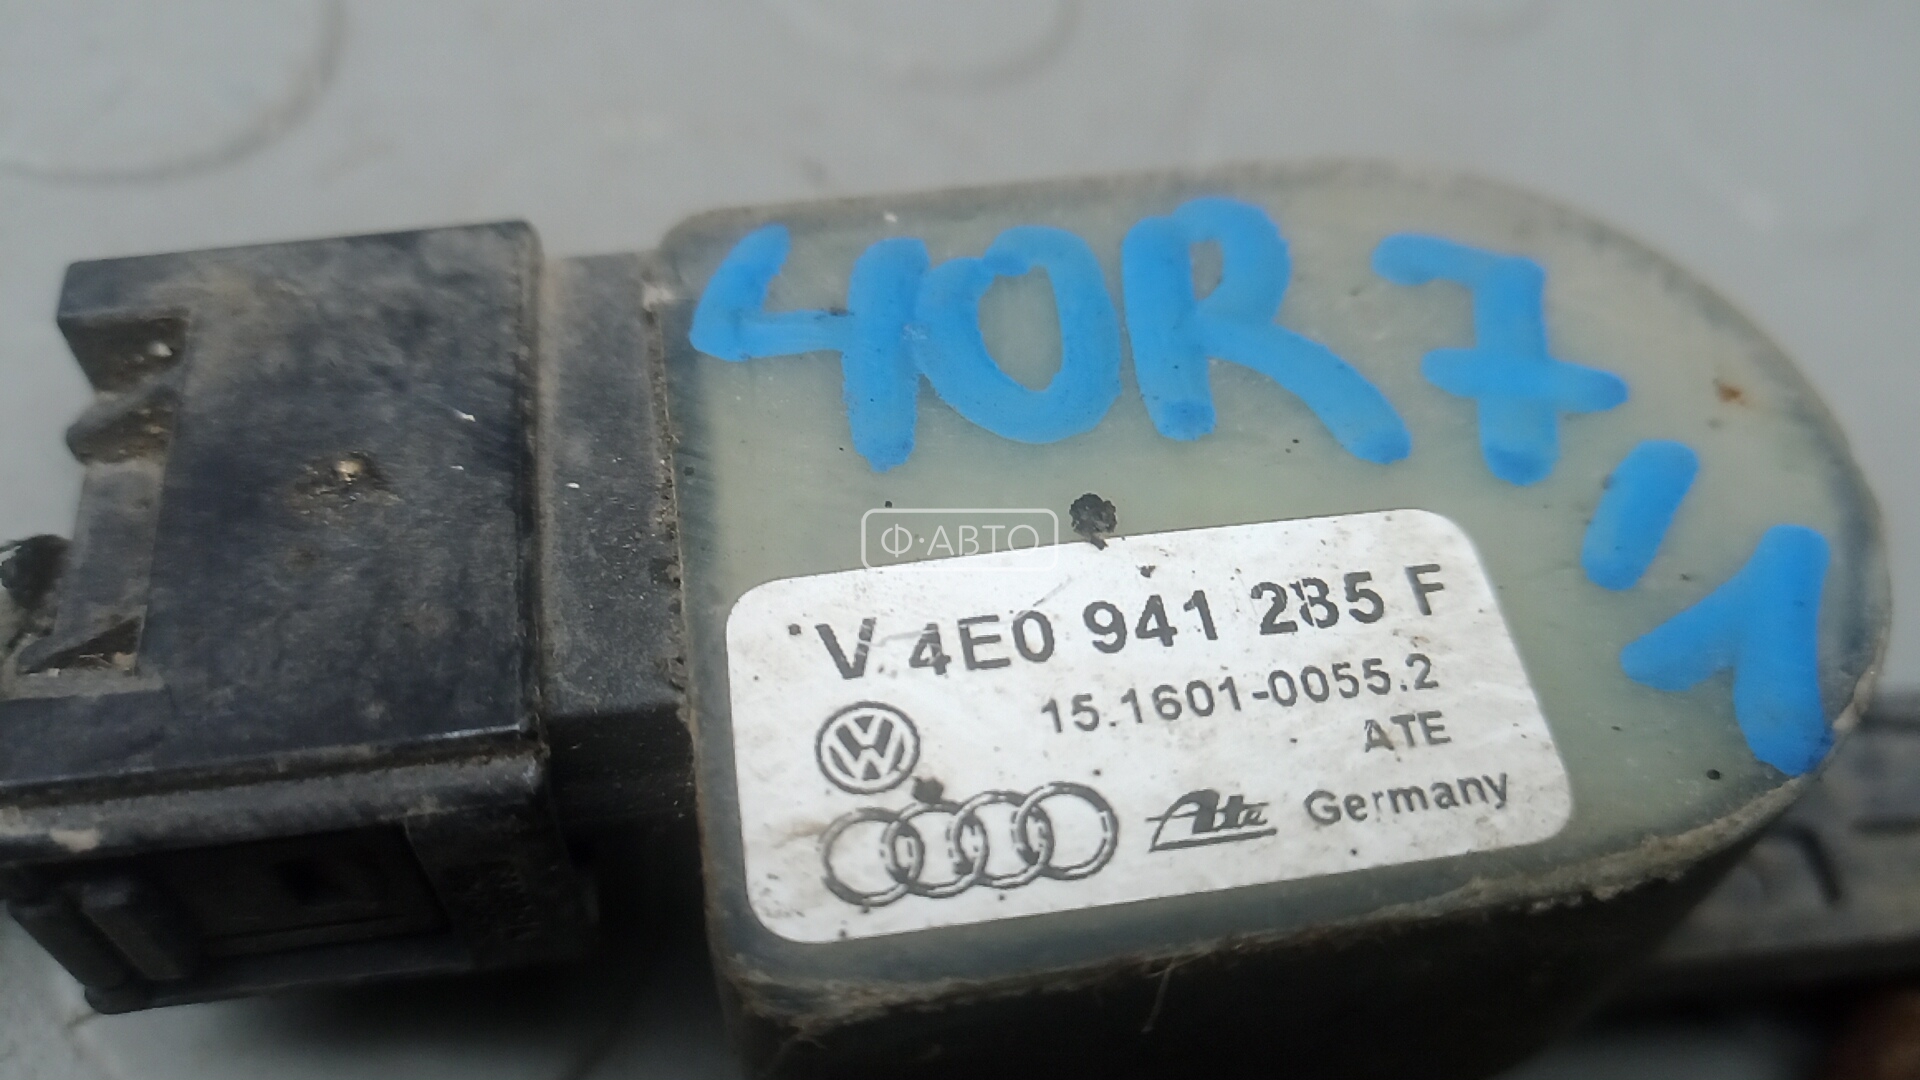 40R7"1
Ф·АВТО
V 4E0 941 285 F
15.1601-0055.2
ATE
Ate Germany